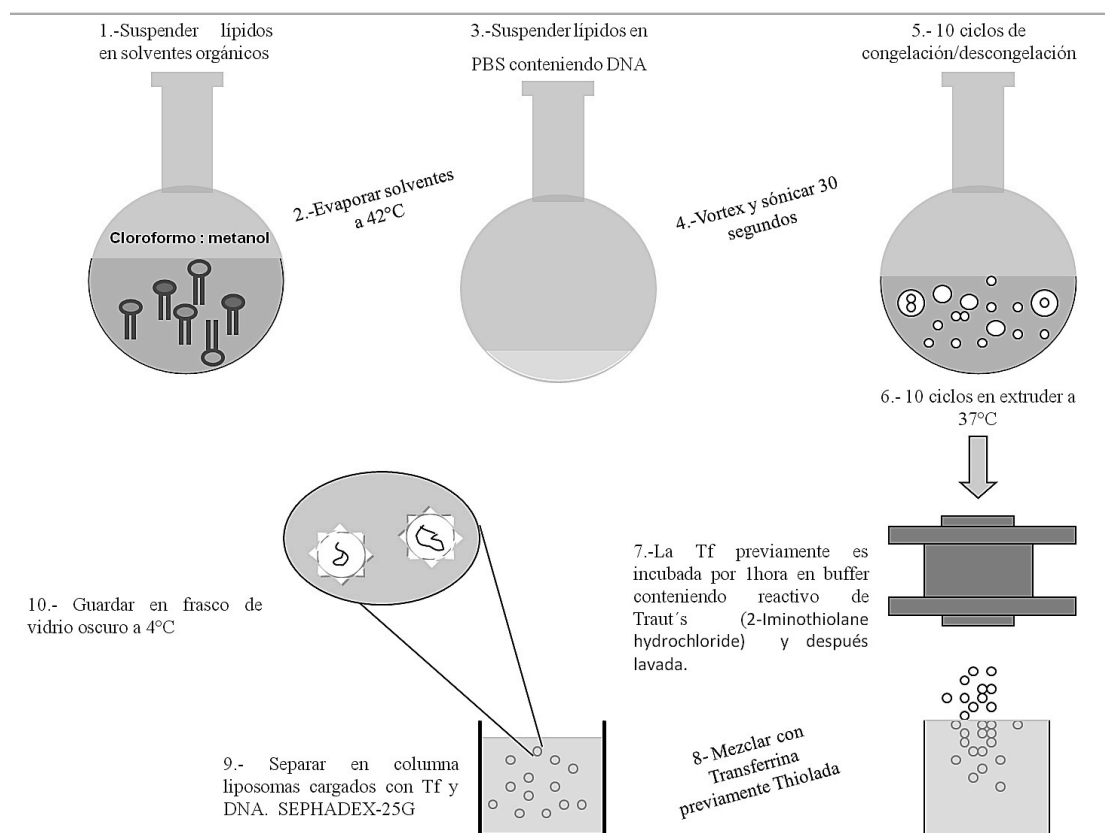 1.-Suspender lípidos
en solventes orgánicos
Cloroformo : metanol
2.-Evaporar solventes
a 42°C
3.-Suspender lípidos en
PBS conteniendo DNA
4.-Vortex y sónicar 30
segundos
5.- 10 ciclos de
congelación/descongelación
6.- 10 ciclos en extruder a
37°C
7.-La Tf previamente es
incubada por 1hora en buffer
conteniendo reactivo de
Traut´s (2-Iminothiolane
hydrochloride) y después
lavada.
8- Mezclar con
Transferrina
previamente Thiolada
9.- Separar en columna
liposomas cargados con Tf y
DNA. SEPHADEX-25G
10.- Guardar en frasco de
vidrio oscuro a 4°C